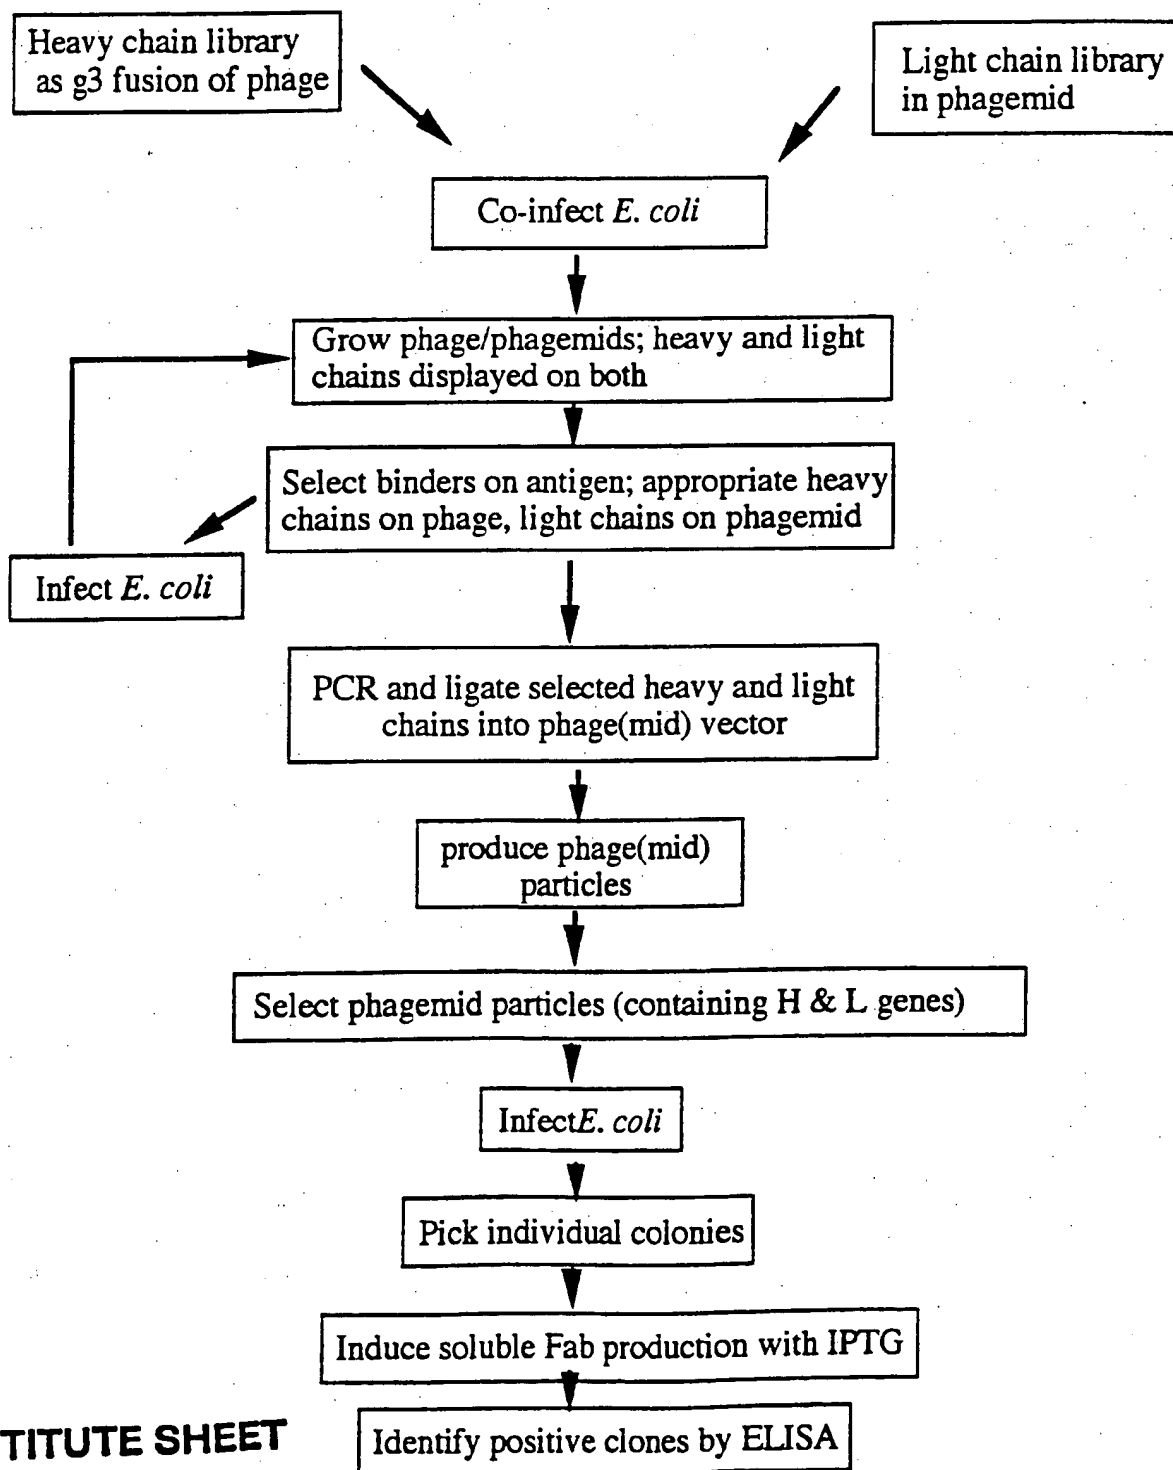 Heavy chain library
as g3 fusion of phage
Light chain library
in phagemid
Co-infect E. coli
Grow phage/phagemids; heavy and light
chains displayed on both
Select binders on antigen; appropriate heavy
chains on phage, light chains on phagemid
Infect E. coli
PCR and ligate selected heavy and light
chains into phage(mid) vector
produce phage(mid)
particles
Select phagemid particles (containing H & L genes)
InfectE. coli
Pick individual colonies
Induce soluble Fab production with IPTG
Identify positive clones by ELISA
TITUTE SHEET